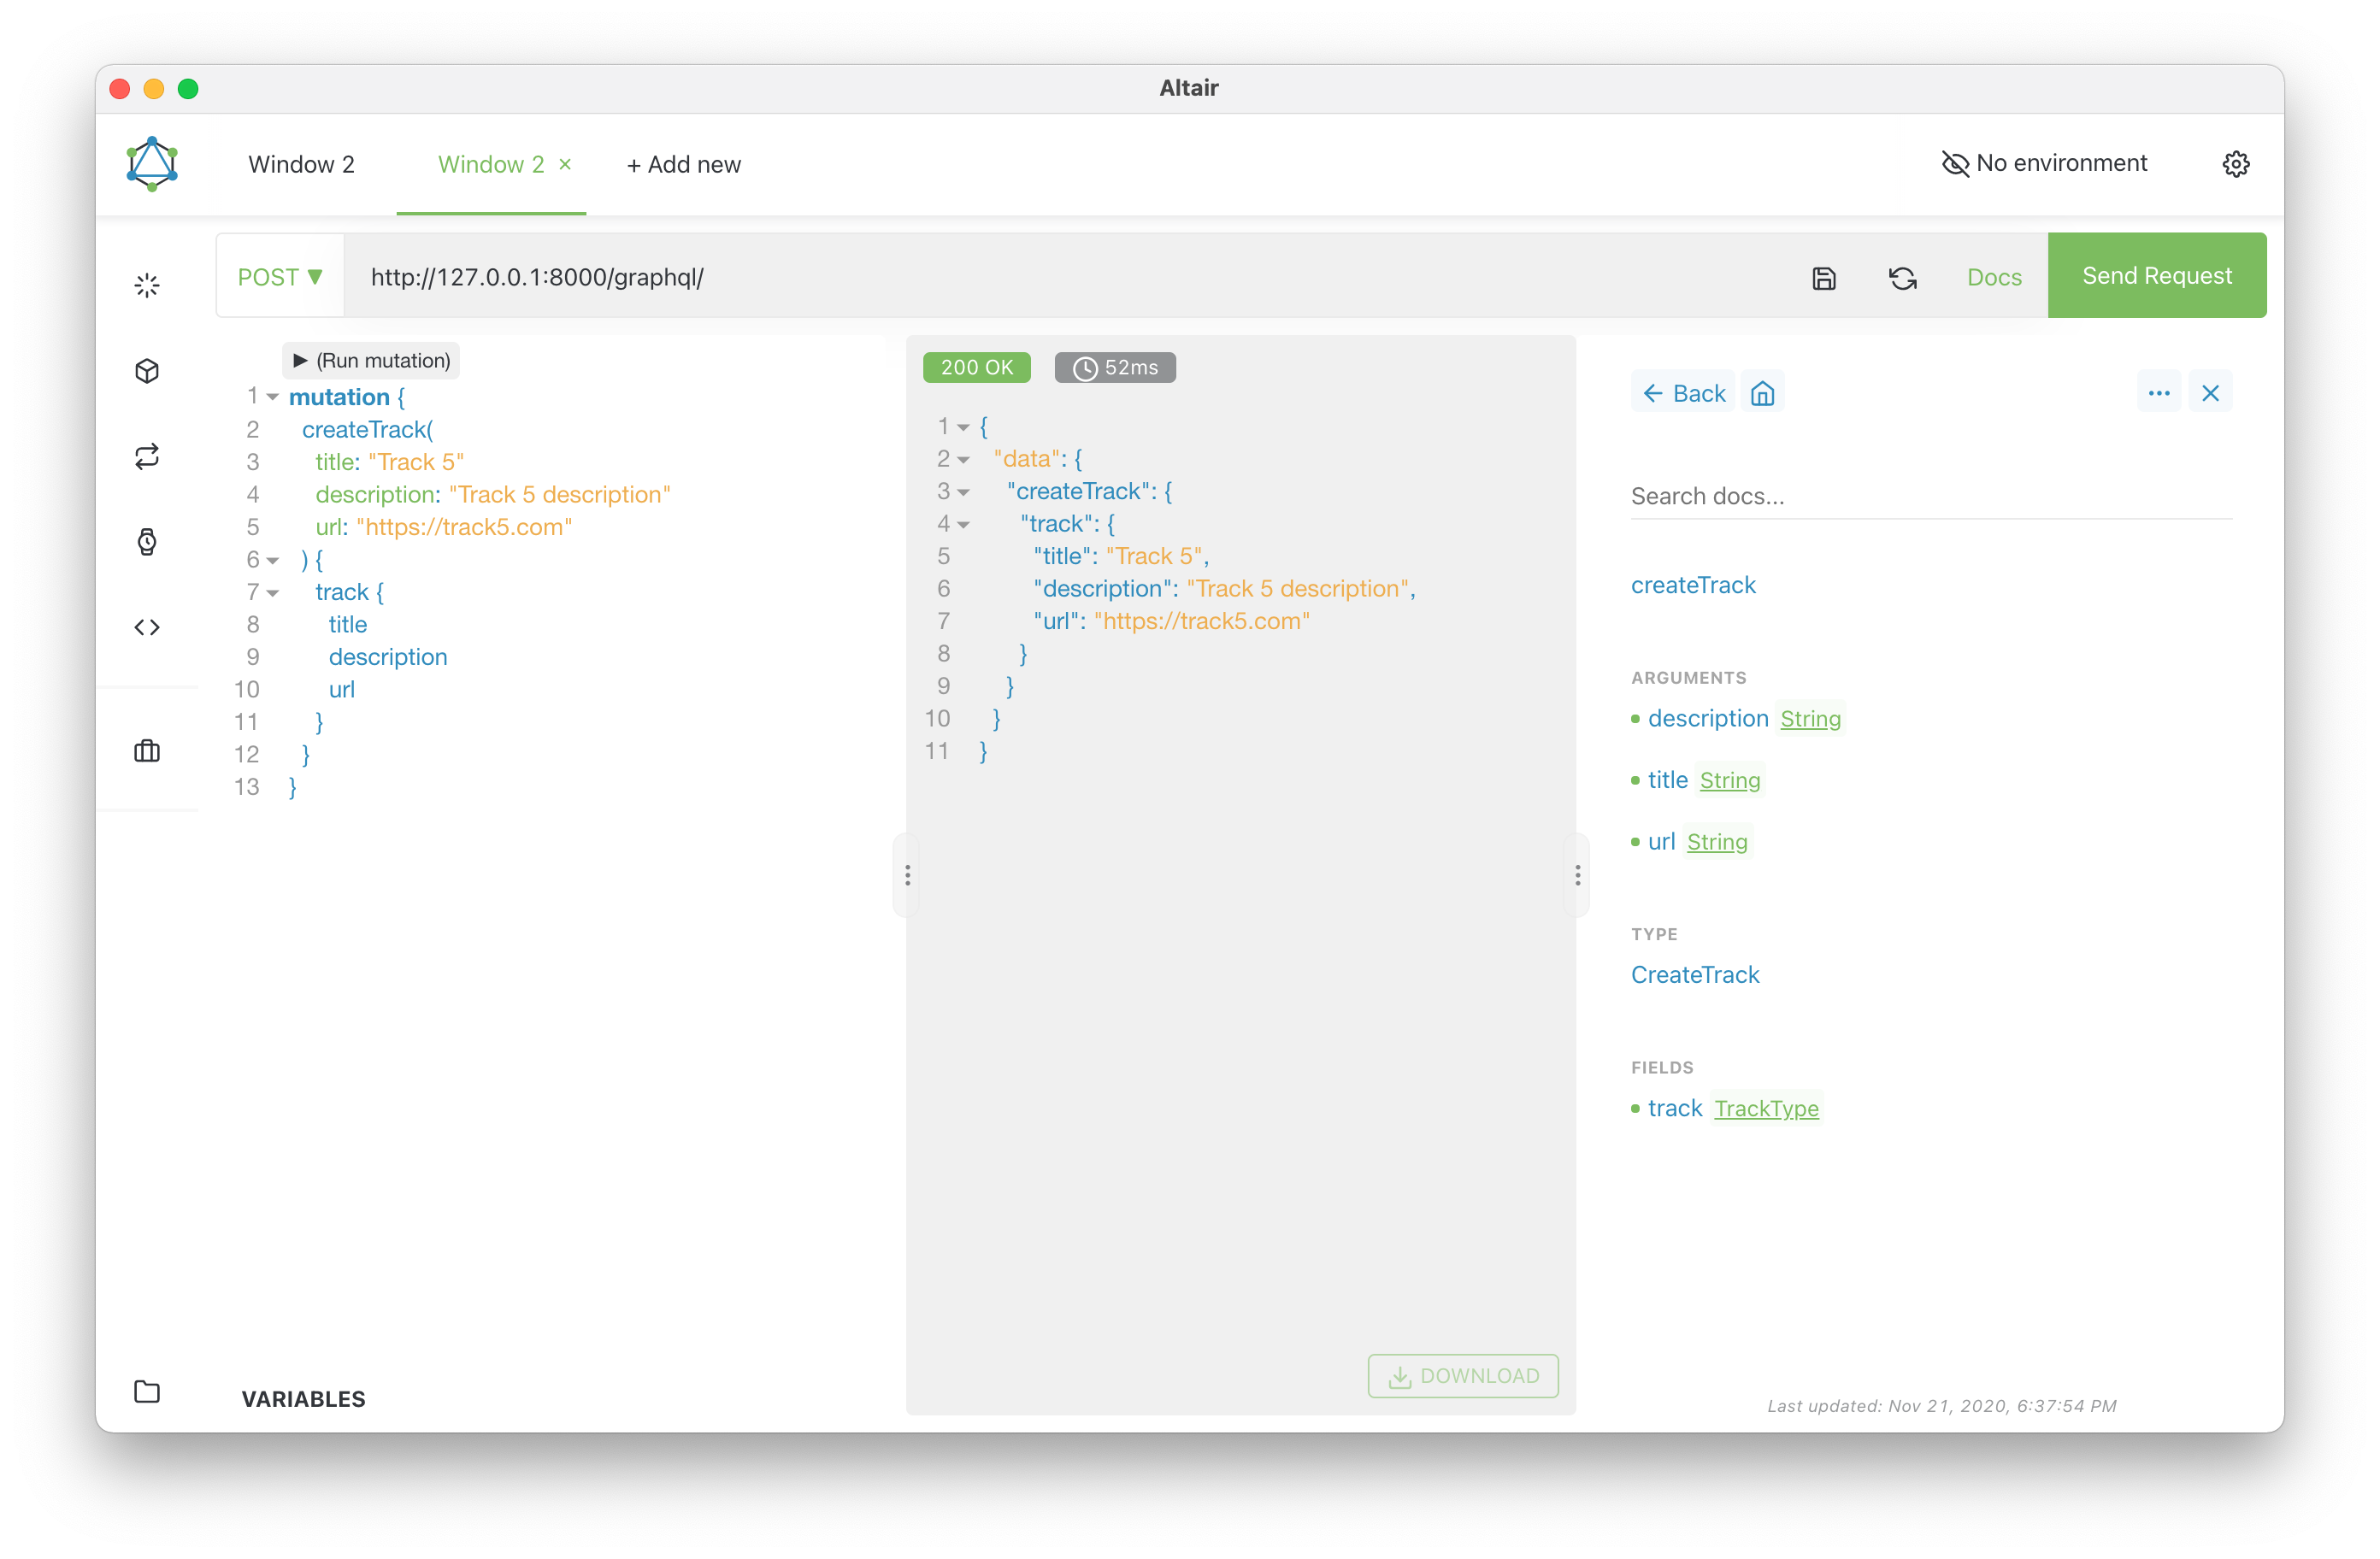 Altair
Window 2
Window 2 ×
+ Add new
No environment
POST ▼
http://127.0.0.1:8000/graphql/
Docs
Send Request
▶ (Run mutation)
1 mutation {
2 createTrack(
3 title: "Track 5"
4 description: "Track 5 description"
5 url: "https://track5.com"
6 ) {
7 track {
8 title
9 description
10 url
11 }
12 }
13 }
VARIABLES
200 OK
52ms
1 {
2 "data": {
3 "createTrack": {
4 "track": {
5 "title": "Track 5",
6 "description": "Track 5 description",
7 "url": "https://track5.com"
8 }
9 }
10 }
11 }
DOWNLOAD
Back
Search docs...
createTrack
ARGUMENTS
description String
title String
url String
TYPE
CreateTrack
FIELDS
track TrackType
Last updated: Nov 21, 2020, 6:37:54 PM